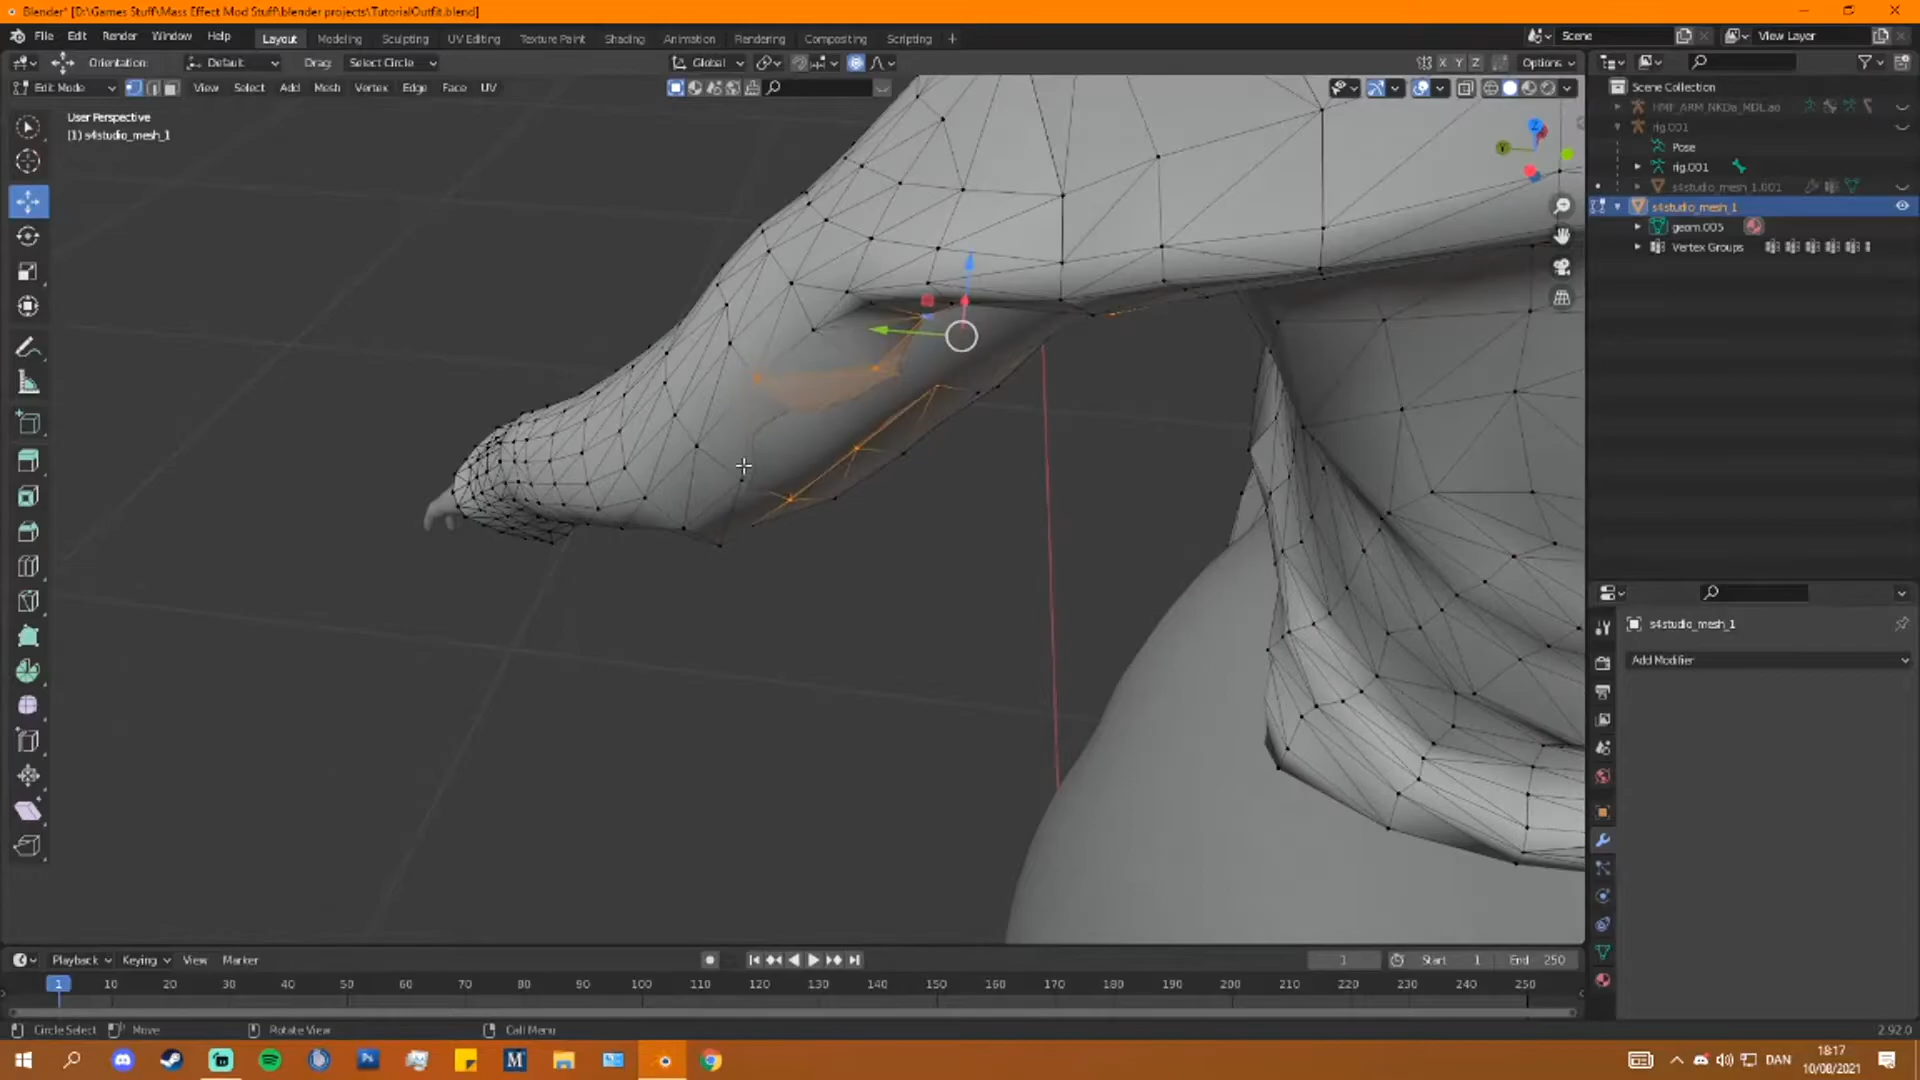 Blender* [D:\Games Stuff\Mass Effect Mod Stuff\blender projects\TutorialOutfit.blend]
File Edit Render Window Help Layout Modeling Sculpting UV Editing Texture Paint Shading Animation Rendering Compositing Scripting + Scene View Layer
Orientation: Default Drag: Select Circle Global X Y Z Options
Edit Mode View Select Add Mesh Vertex Edge Face UV
User Perspective
(1) s4studio_mesh_1
Z
Y
Scene Collection
HMF_ARM_NKDa_MDL.ao
rig.001
Pose
rig.001
s4studio_mesh_1.001
s4studio_mesh_1
geom.005
Vertex Groups
s4studio_mesh_1
Add Modifier
Playback Keying View Marker 1 Start 1 End 250
1 10 20 30 40 50 60 70 80 90 100 110 120 130 140 150 160 170 180 190 200 210 220 230 240 250
Circle Select Move Rotate View Call Menu 2.92.0
DAN 18:17
10/08/2021